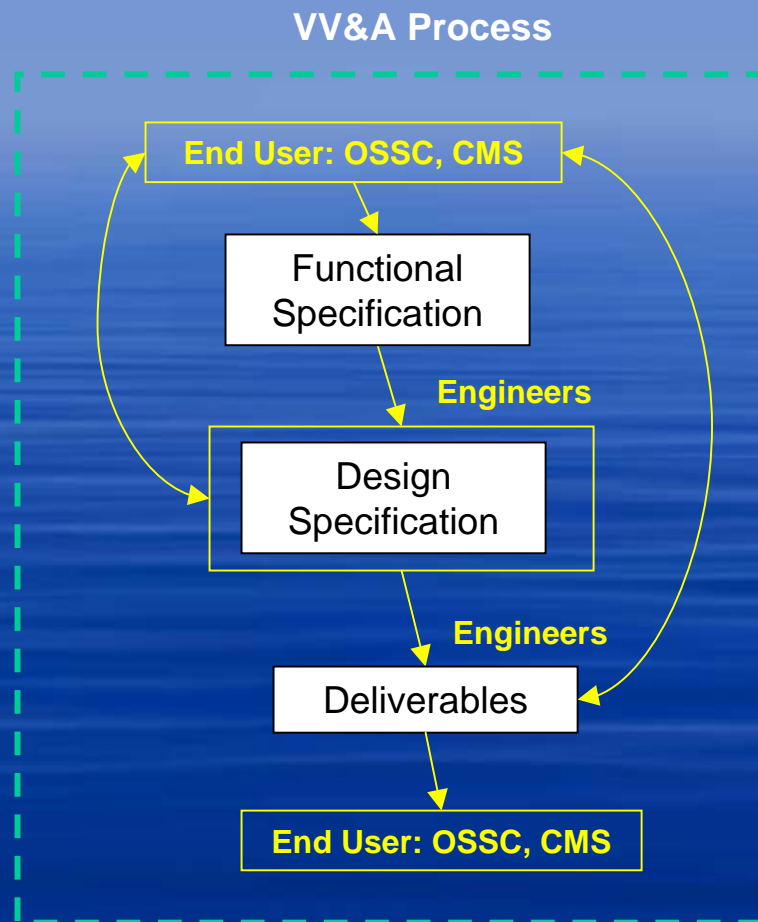 VV&A Process
End User: OSSC, CMS
Functional
Specification
Engineers
Design
Specification
Engineers
Deliverables
End User: OSSC, CMS